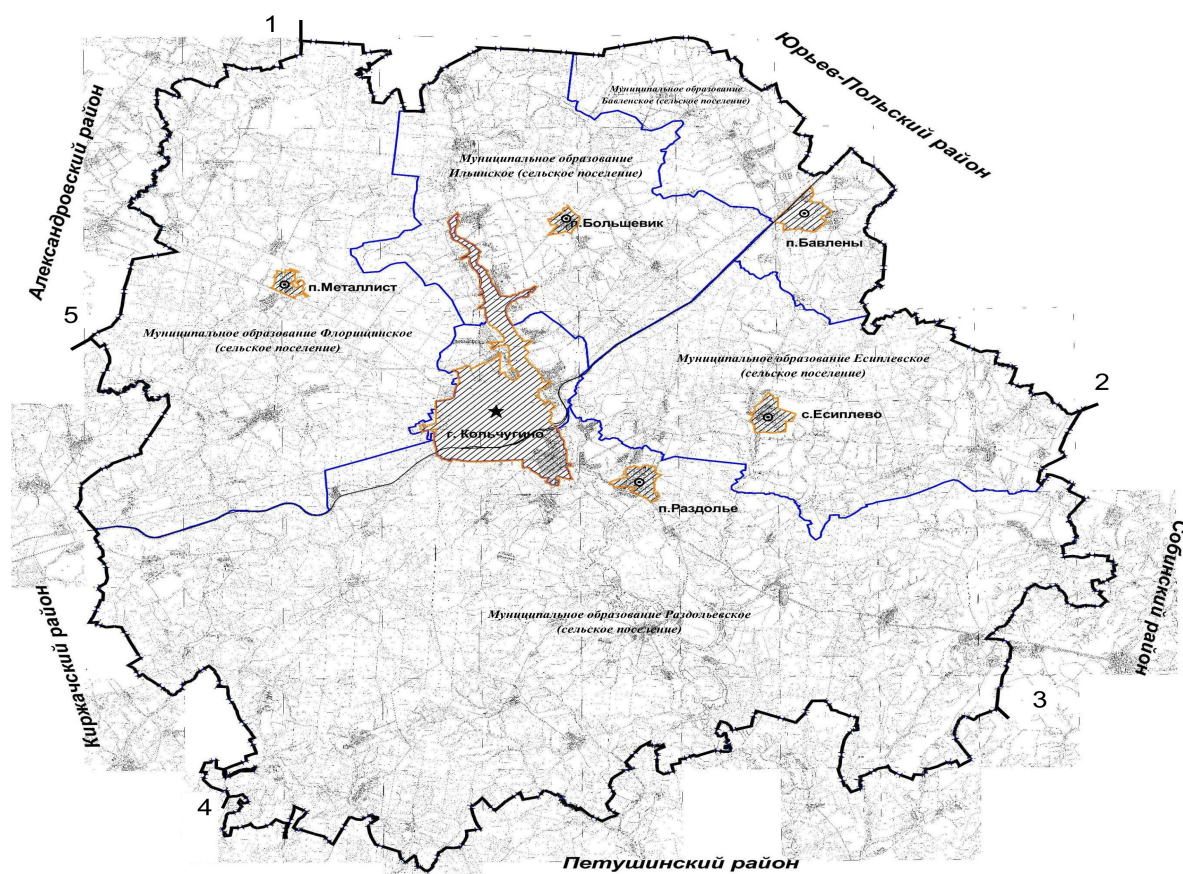 1
Юрьев-Польский район
Александровский район
Муниципальное образование
Бавленское (сельское поселение)
Муниципальное образование
Ильинское (сельское поселение)
п.Большевик
п.Бавлены
п.Металлист
5
Муниципальное образование Флорищинское
(сельское поселение)
Муниципальное образование Есиплевское
(сельское поселение)
2
с.Есиплево
г. Кольчугино
п.Раздолье
Собинский район
Киржачский район
Муниципальное образование Раздольевское
(сельское поселение)
3
4
Петушинский район